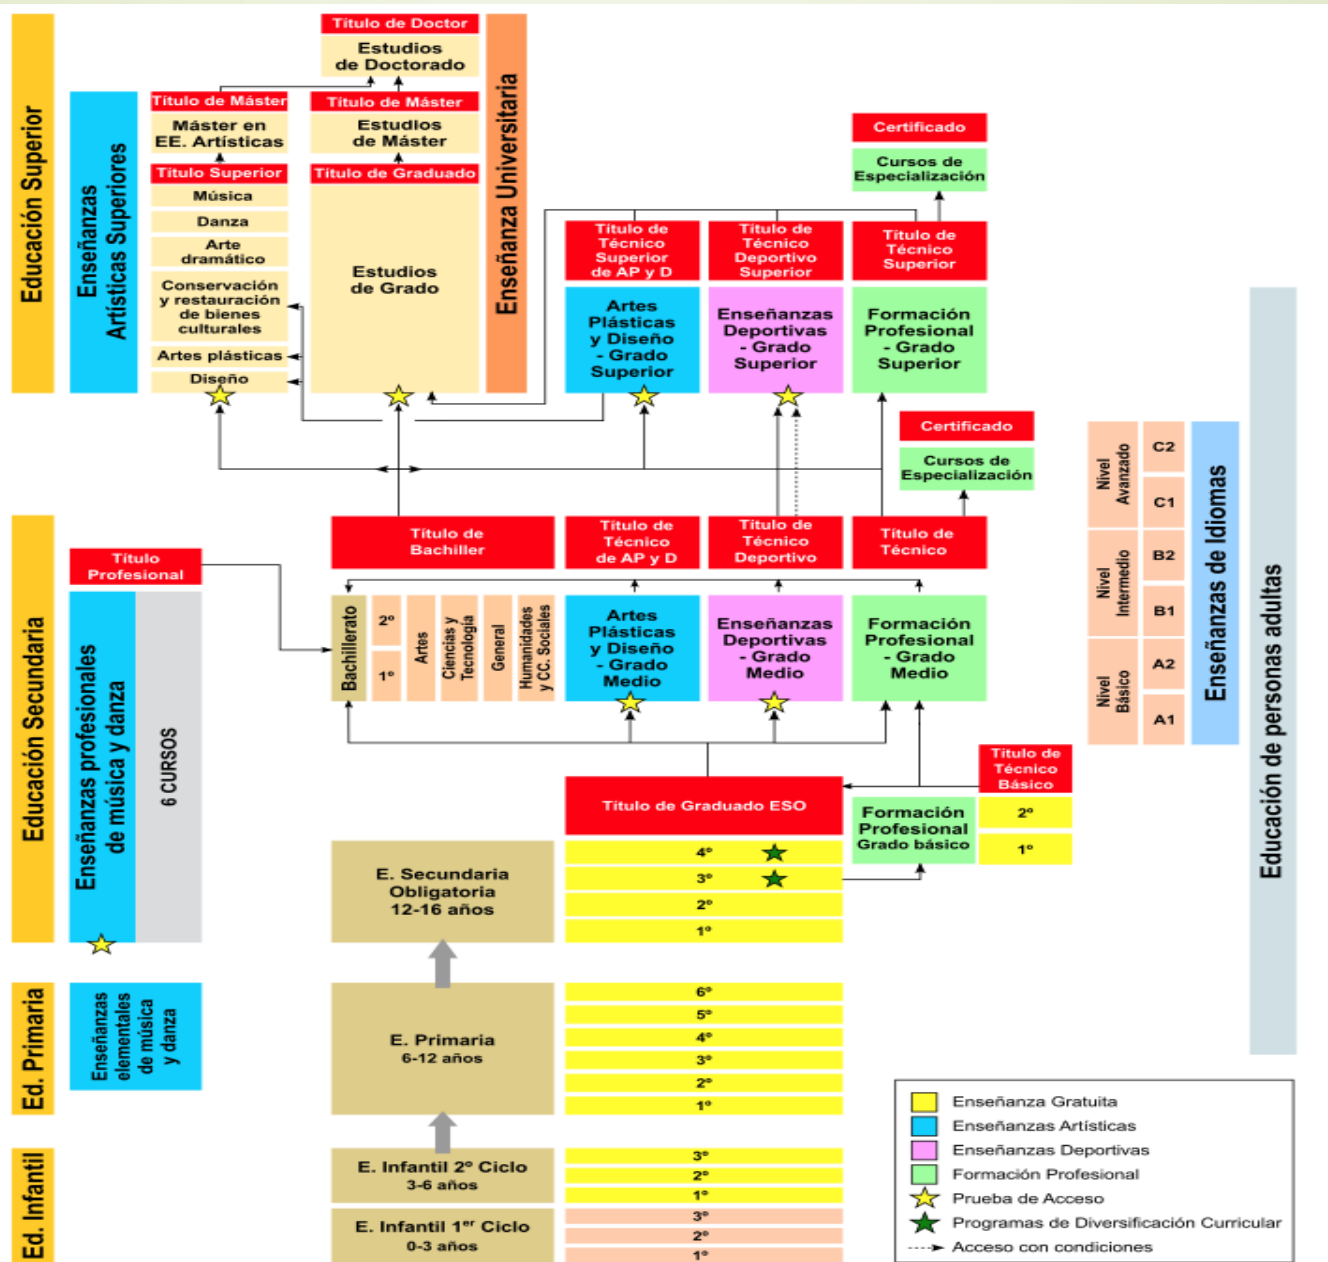 Educación Superior
Enseñanzas
Artísticas Superiores
Título de Doctor
Estudios
de Doctorado
Título de Máster
Máster en
EE. Artísticas
Título Superior
Música
Danza
Arte
dramático
Conservación
y restauración
de bienes
culturales
Artes plásticas
Diseño
Título de Máster
Estudios
de Máster
Título de Graduado
Estudios
de Grado
Enseñanza Universitaria
Título de
Técnico
Superior
de AP y D
Artes
Plásticas
y Diseño
- Grado
Superior
Título de
Técnico
Deportivo
Superior
Enseñanzas
Deportivas
- Grado
Superior
Certificado
Cursos de
Especialización
Título de
Técnico
Superior
Formación
Profesional
- Grado
Superior
Certificado
Cursos de
Especialización
Educación Secundaria
Título
Profesional
Enseñanzas profesionales
de música y danza
6 CURSOS
Título de
Bachiller
Bachillerato
2º
1º
Artes
Ciencias y
Tecnología
General
Humanidades
y CC. Sociales
Título de
Técnico
de AP y D
Artes
Plásticas
y Diseño
- Grado
Medio
Título de
Técnico
Deportivo
Enseñanzas
Deportivas
- Grado
Medio
Título de
Técnico
Formación
Profesional
- Grado
Medio
Título de
Técnico
Básico
Formación
Profesional
Grado básico
2º
1º
Título de Graduado ESO
E. Secundaria
Obligatoria
12-16 años
4º
3º
2º
1º
Ed. Primaria
Enseñanzas
elementales
de música
y danza
E. Primaria
6-12 años
6º
5º
4º
3º
2º
1º
Ed. Infantil
E. Infantil 2º Ciclo
3-6 años
3º
2º
1º
E. Infantil 1er Ciclo
0-3 años
3º
2º
1º
Nivel
Avanzado
C2
C1
Nivel
Intermedio
B2
B1
Nivel
Básico
A2
A1
Enseñanzas de Idiomas
Educación de personas adultas
Enseñanza Gratuita
Enseñanzas Artísticas
Enseñanzas Deportivas
Formación Profesional
Prueba de Acceso
Programas de Diversificación Curricular
Acceso con condiciones